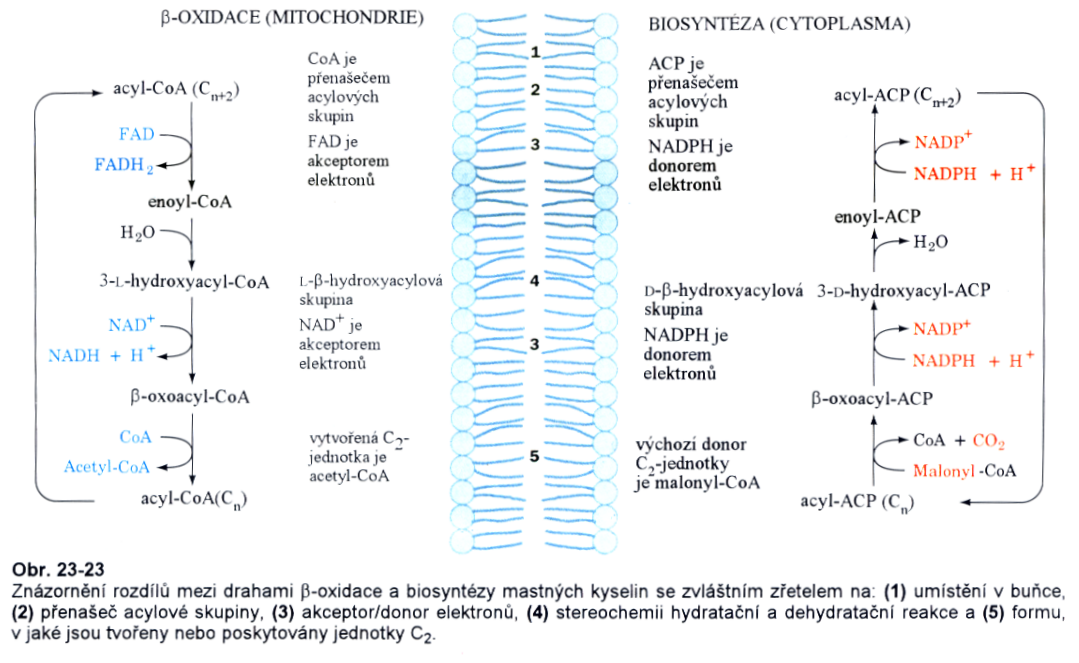 β-OXIDACE (MITOCHONDRIE)
acyl-CoA (Cn+2)
FAD
FADH2
enoyl-CoA
H2O
3-L-hydroxyacyl-CoA
NAD+
NADH + H+
β-oxoacyl-CoA
CoA
Acetyl-CoA
acyl-CoA(Cn)
CoA je
přenašečem
acylových
skupin
FAD je
akceptorem
elektronů
L-β-hydroxyacylová
skupina
NAD+ je
akceptorem
elektronů
vytvořená C2-
jednotka je
acetyl-CoA
1
2
3
4
3
5
BIOSYNTÉZA (CYTOPLASMA)
ACP je
přenašečem
acylových
skupin
NADPH je
donorem
elektronů
D-β-hydroxyacylová
skupina
NADPH je
donorem
elektronů
výchozí donor
C2-jednotky
je malonyl-CoA
acyl-ACP (Cn+2)
NADP+
NADPH + H+
enoyl-ACP
H2O
3-D-hydroxyacyl-ACP
NADP+
NADPH + H+
β-oxoacyl-ACP
CoA + CO2
Malonyl-CoA
acyl-ACP (Cn)
Obr. 23-23
Znázornění rozdílů mezi drahami β-oxidace a biosyntézy mastných kyselin se zvláštním zřetelem na: (1) umístění v buňce,
(2) přenašeč acylové skupiny, (3) akceptor/donor elektronů, (4) stereochemii hydratační a dehydratační reakce a (5) formu,
v jaké jsou tvořeny nebo poskytovány jednotky C2.